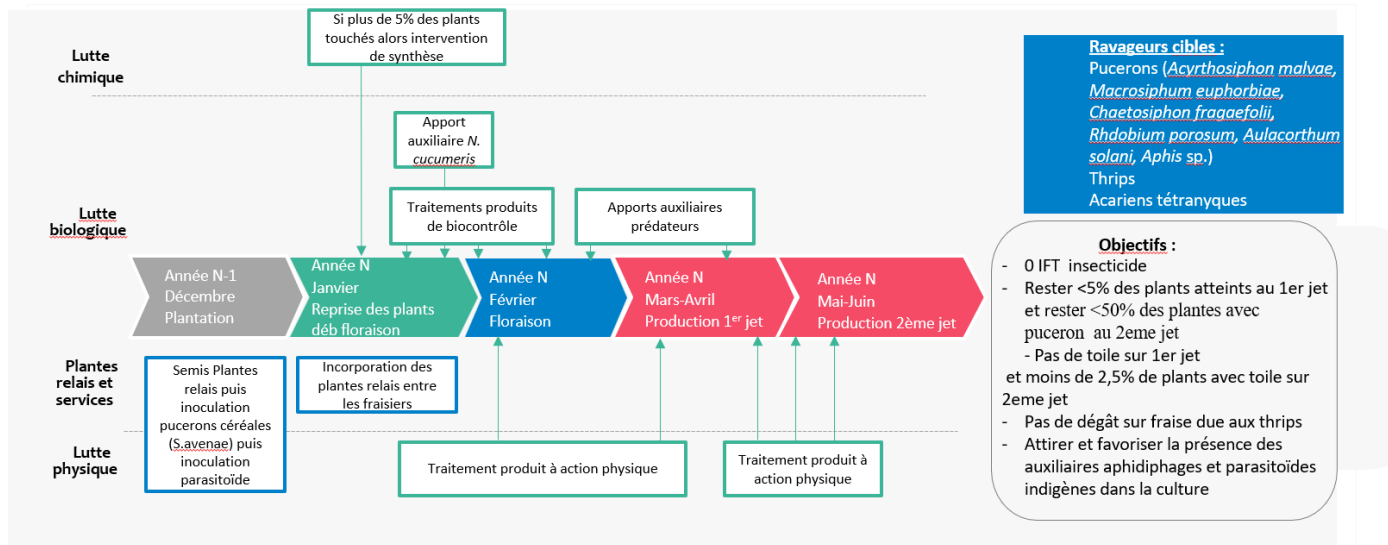 Lutte
chimique
Si plus de 5% des plants
touchés alors intervention
de synthèse
Apport
auxiliaire N.
cucumeris
Lutte
biologique
Traitements produits
de biocontrôle
Apports auxiliaires
prédateurs
Année N-1
Décembre
Plantation
Année N
Janvier
Reprise des plants
déb floraison
Année N
Février
Floraison
Année N
Mars-Avril
Production 1er jet
Année N
Mai-Juin
Production 2ème jet
Plantes
relais et
services
Semis Plantes
relais puis
inoculation
pucerons céréales
(S.avenae) puis
inoculation
parasitoïde
Incorporation des
plantes relais entre
les fraisiers
Lutte
physique
Traitement produit à action physique
Traitement produit à
action physique
Ravageurs cibles :
Pucerons (Acyrthosiphon malvae,
Macrosiphum euphorbiae,
Chaetosiphon fragaefolii,
Rhdobium porosum, Aulacorthum
solani, Aphis sp.)
Thrips
Acariens tétranyques
Objectifs :
- 0 IFT insecticide
- Rester <5% des plants atteints au 1er jet
et rester <50% des plantes avec
puceron au 2eme jet
- Pas de toile sur 1er jet
et moins de 2,5% de plants avec toile sur
2eme jet
- Pas de dégât sur fraise due aux thrips
- Attirer et favoriser la présence des
auxiliaires aphidiphages et parasitoïdes
indigènes dans la culture